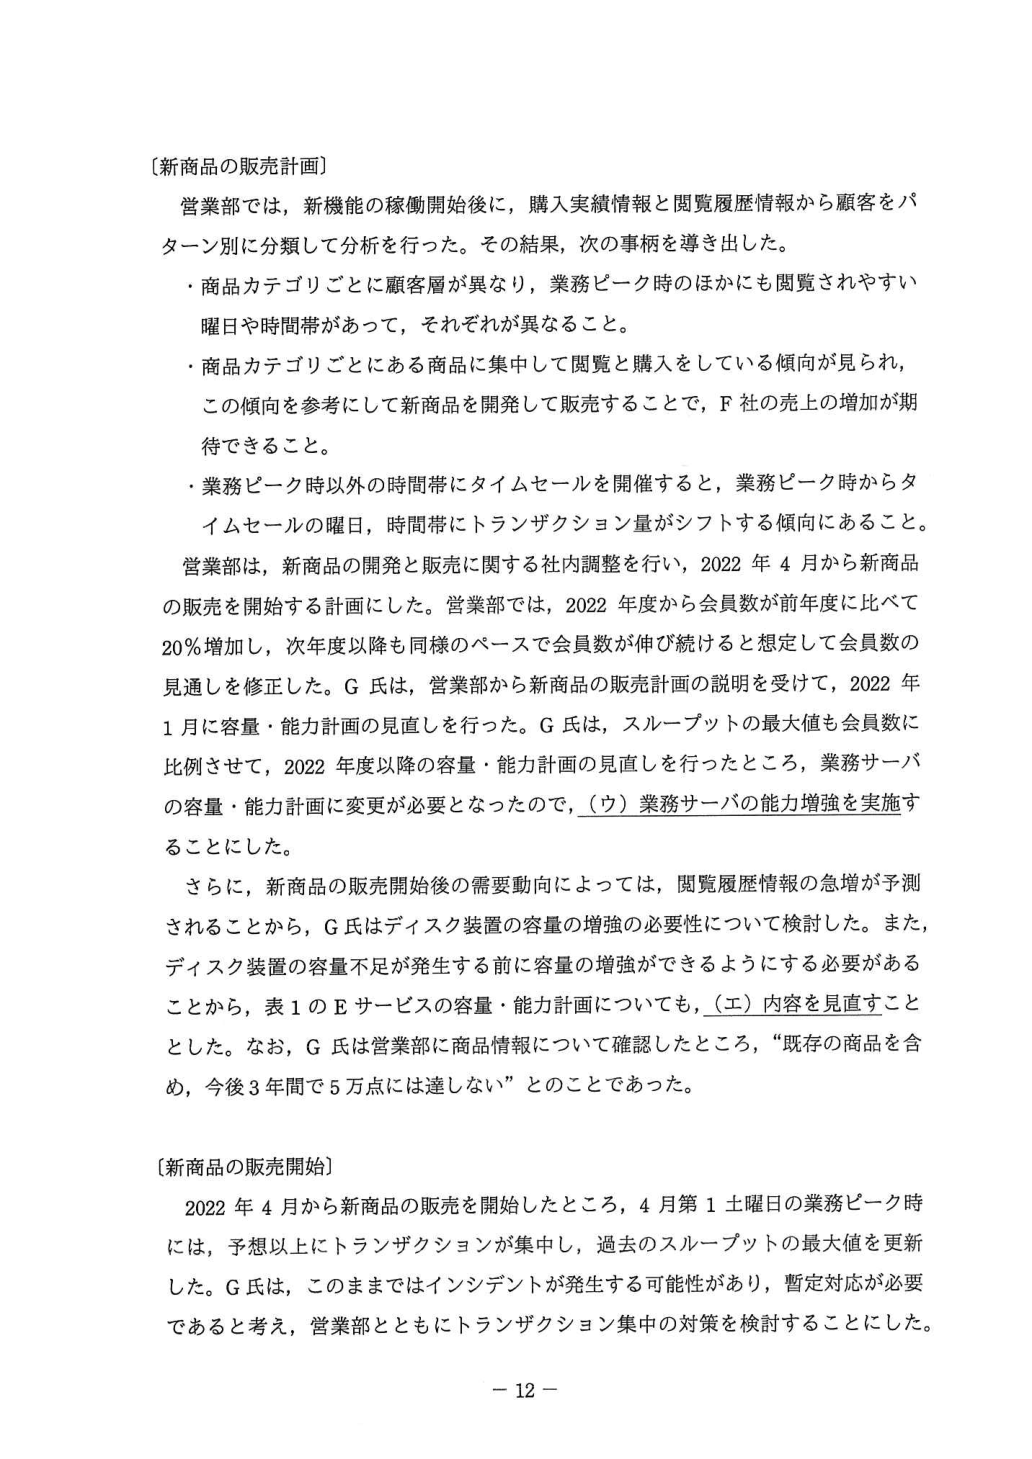 〔新商品の販売計画〕
営業部では，新機能の稼働開始後に，購入実績情報と閲覧履歴情報から顧客をパ
ターン別に分類して分析を行った。その結果，次の事柄を導き出した。
・商品カテゴリごとに顧客層が異なり，業務ピーク時のほかにも閲覧されやすい
曜日や時間帯があって，それぞれが異なること。
・商品カテゴリごとにある商品に集中して閲覧と購入をしている傾向が見られ，
この傾向を参考にして新商品を開発して販売することで，F 社の売上の増加が期
待できること。
・業務ピーク時以外の時間帯にタイムセールを開催すると，業務ピーク時からタ
イムセールの曜日，時間帯にトランザクション量がシフトする傾向にあること。
営業部は，新商品の開発と販売に関する社内調整を行い，2022 年 4 月から新商品
の販売を開始する計画にした。営業部では，2022 年度から会員数が前年度に比べて
20％増加し，次年度以降も同様のペースで会員数が伸び続けると想定して会員数の
見通しを修正した。G 氏は，営業部から新商品の販売計画の説明を受けて，2022 年
1 月に容量・能力計画の見直しを行った。G 氏は，スループットの最大値も会員数に
比例させて，2022 年度以降の容量・能力計画の見直しを行ったところ，業務サーバ
の容量・能力計画に変更が必要となったので，（ウ）業務サーバの能力増強を実施す
ることにした。
さらに，新商品の販売開始後の需要動向によっては，閲覧履歴情報の急増が予測
されることから，G 氏はディスク装置の容量の増強の必要性について検討した。また，
ディスク装置の容量不足が発生する前に容量の増強ができるようにする必要がある
ことから，表 1 の E サービスの容量・能力計画についても，（エ）内容を見直すこと
とした。なお，G 氏は営業部に商品情報について確認したところ，“既存の商品を含
め，今後 3 年間で 5 万点には達しない” とのことであった。
〔新商品の販売開始〕
2022 年 4 月から新商品の販売を開始したところ，4 月第 1 土曜日の業務ピーク時
には，予想以上にトランザクションが集中し，過去のスループットの最大値を更新
した。G 氏は，このままではインシデントが発生する可能性があり，暫定対応が必要
であると考え，営業部とともにトランザクション集中の対策を検討することにした。
－ 12 －